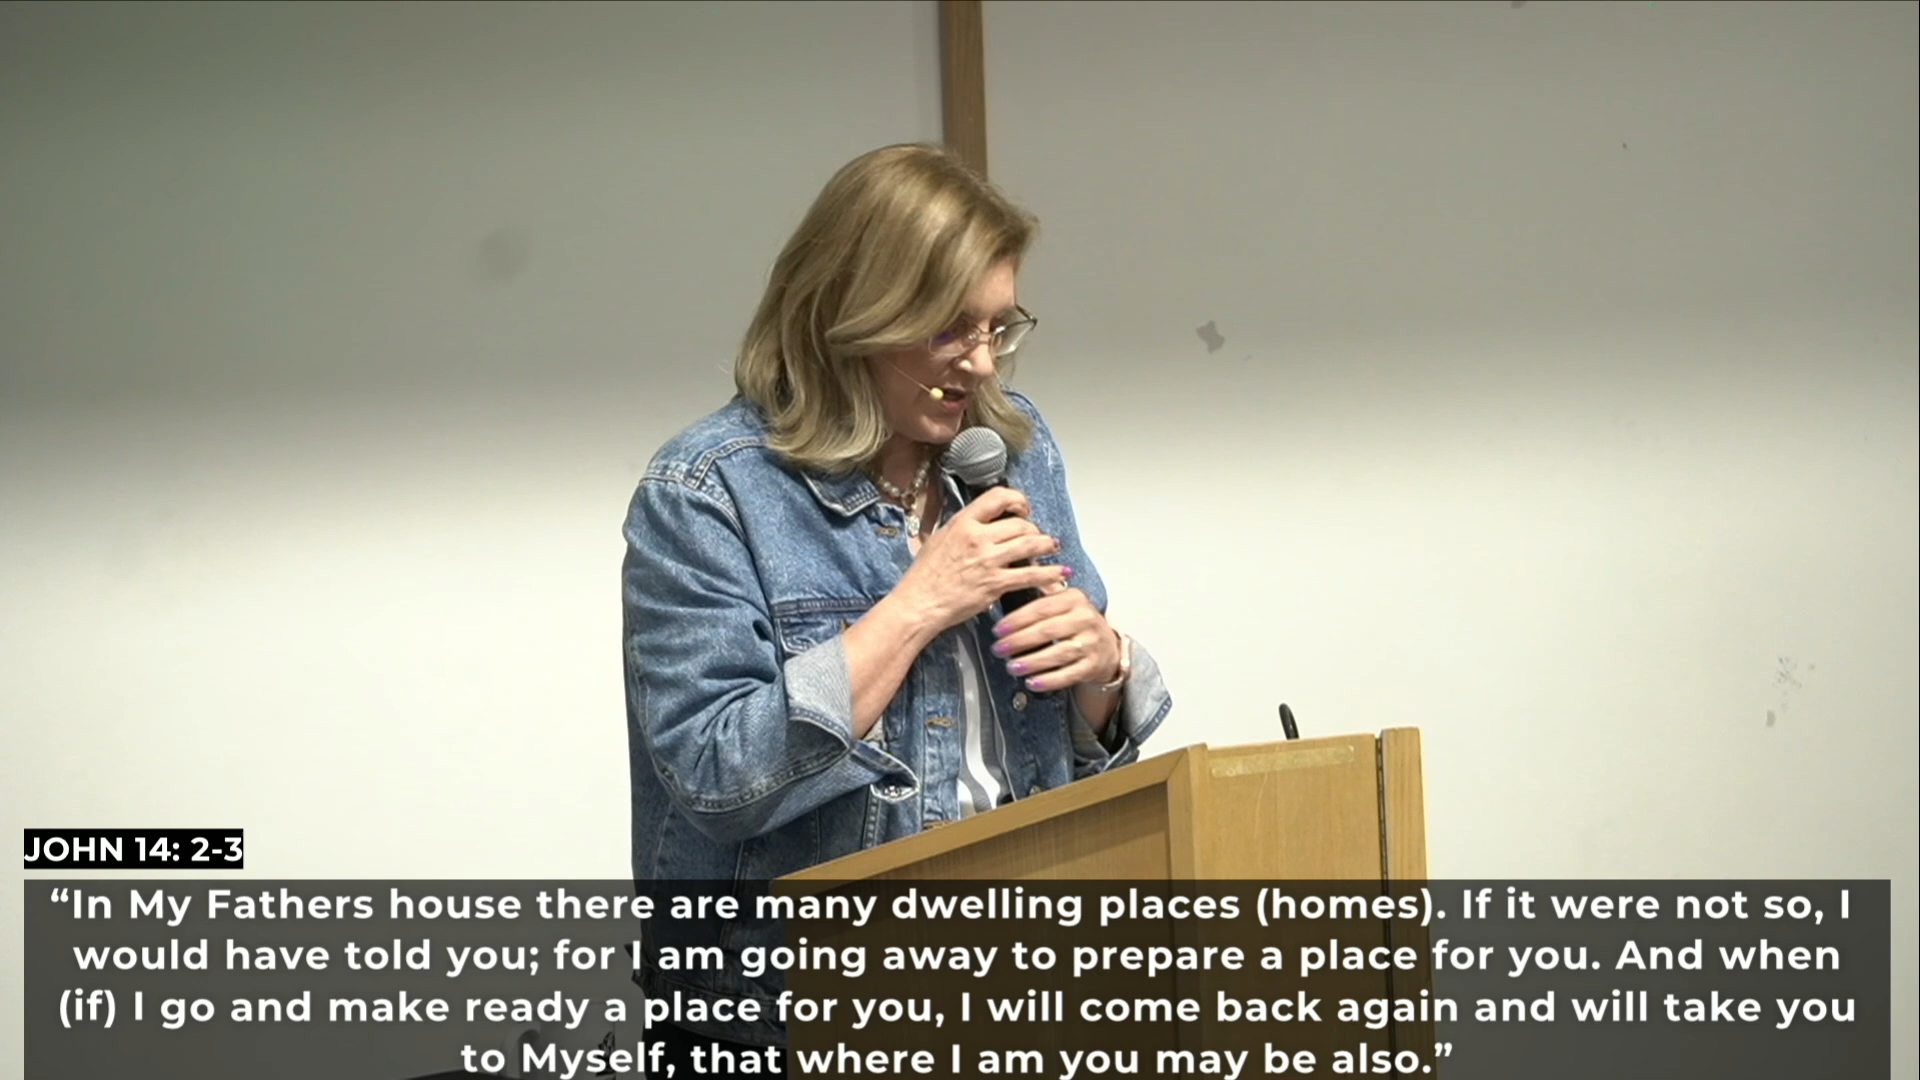 JOHN 14: 2-3
“In My Fathers house there are many dwelling places (homes). If it were not so, I
would have told you; for I am going away to prepare a place for you. And when
(if) I go and make ready a place for you, I will come back again and will take you
to Myself, that where I am you may be also.”